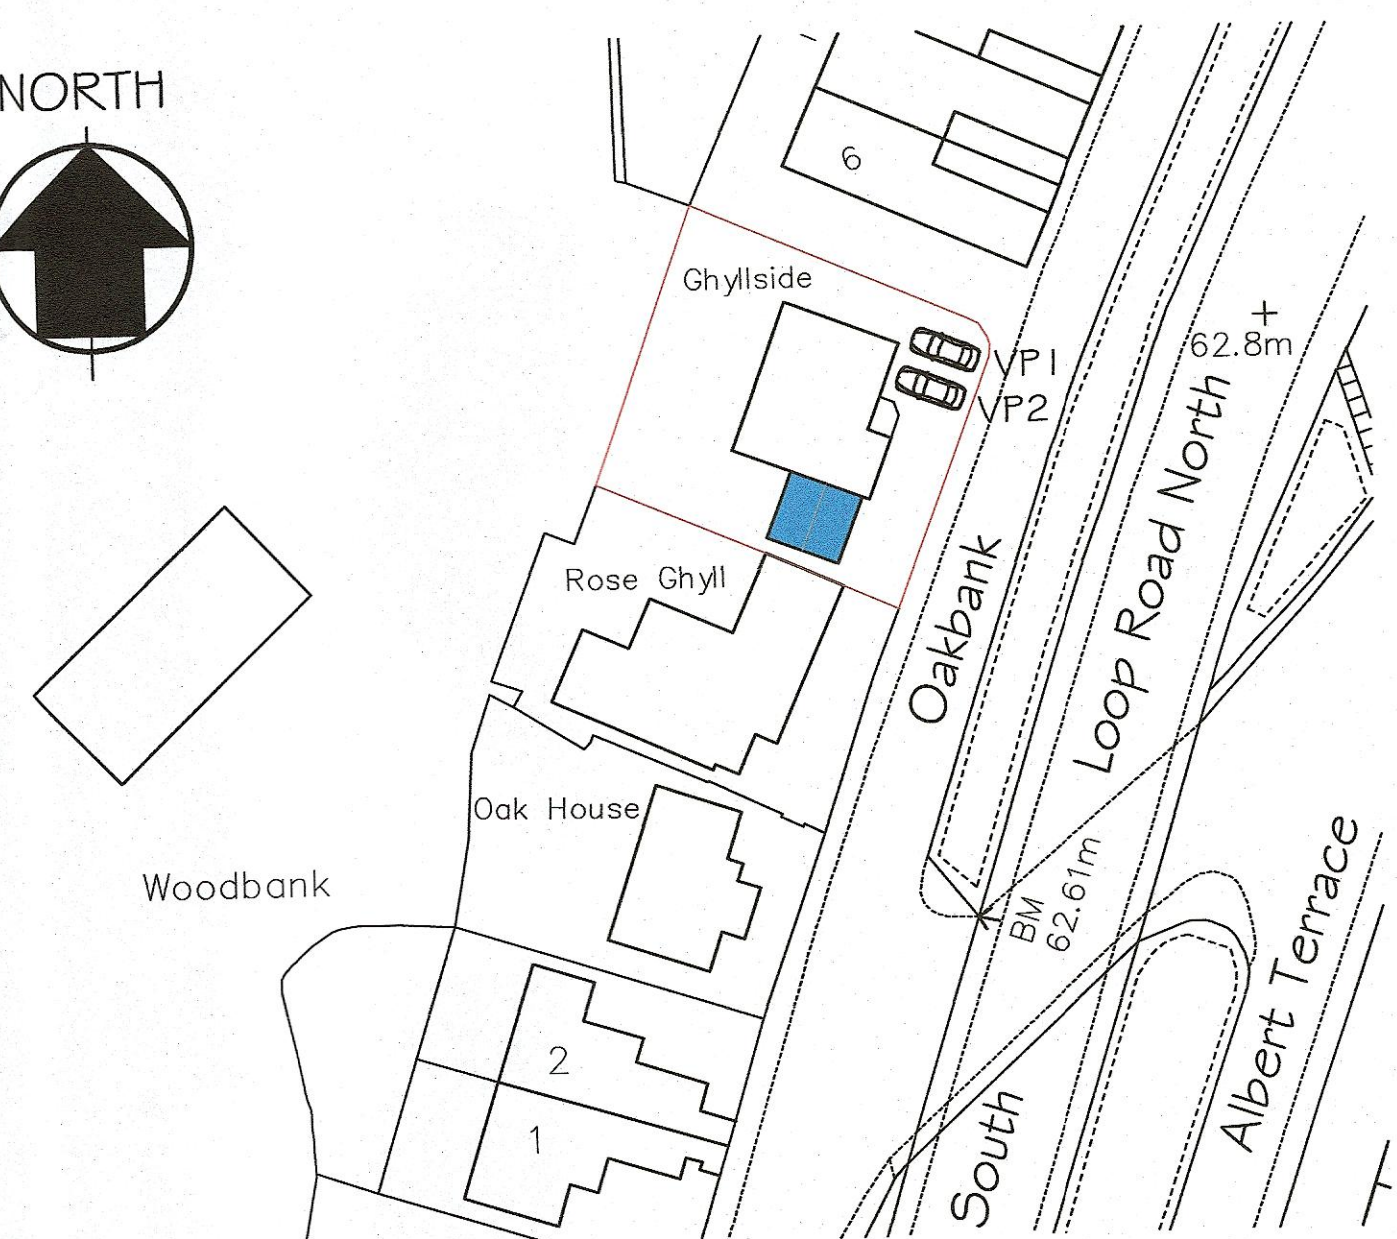 NORTH
6
Ghyllside
62.8m
VP1
VP2
Loop Road North
Oakbank
Rose Ghyll
Oak House
Woodbank
BM
62.61m
Albert Terrace
2
1
South